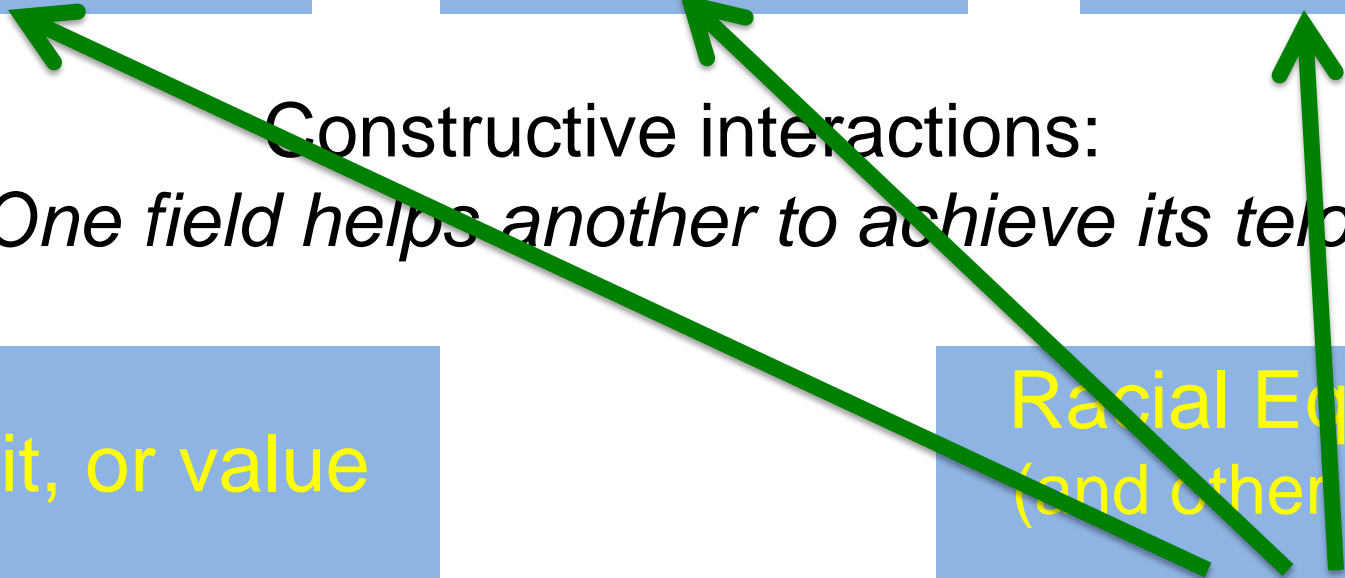 Constructive interactions:
One field helps another to achieve its telo
it, or value
Racial Eq
(and other